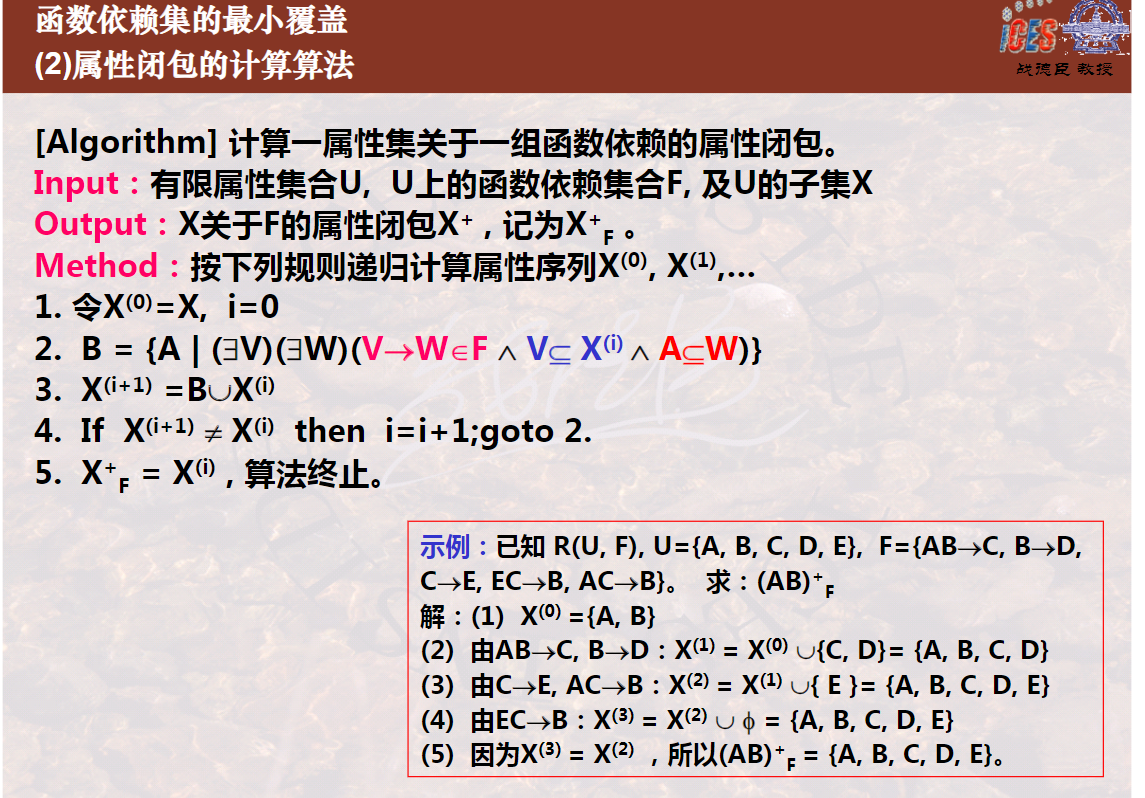 函数依赖集的最小覆盖
(2)属性闭包的计算算法
iCES
战德臣 教授
[Algorithm] 计算一属性集关于一组函数依赖的属性闭包。
Input：有限属性集合U, U上的函数依赖集合F, 及U的子集X
Output：X关于F的属性闭包X⁺ , 记为X⁺F 。
Method：按下列规则递归计算属性序列X⁽⁰⁾, X⁽¹⁾,…
1. 令X⁽⁰⁾=X, i=0
2. B = {A | (∃V)(∃W)(V→W∈F ∧ V⊆ X⁽ⁱ⁾ ∧ A⊆W)}
3. X⁽ⁱ⁺¹⁾ =B∪X⁽ⁱ⁾
4. If X⁽ⁱ⁺¹⁾ ≠ X⁽ⁱ⁾ then i=i+1;goto 2.
5. X⁺F = X⁽ⁱ⁾ , 算法终止。
示例：已知 R(U, F), U={A, B, C, D, E}, F={AB→C, B→D,
C→E, EC→B, AC→B}。 求：(AB)⁺F
解：(1) X⁽⁰⁾ ={A, B}
(2) 由AB→C, B→D：X⁽¹⁾ = X⁽⁰⁾ ∪{C, D}= {A, B, C, D}
(3) 由C→E, AC→B：X⁽²⁾ = X⁽¹⁾ ∪{ E }= {A, B, C, D, E}
(4) 由EC→B：X⁽³⁾ = X⁽²⁾ ∪ ϕ = {A, B, C, D, E}
(5) 因为X⁽³⁾ = X⁽²⁾ , 所以(AB)⁺F = {A, B, C, D, E}。